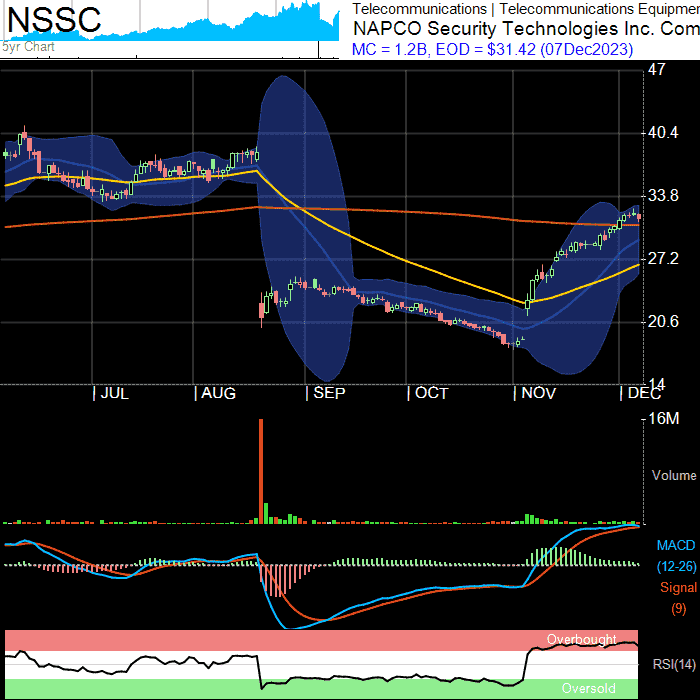 NSSC
5yr Chart
Telecommunications | Telecommunications Equipmen
NAPCO Security Technologies Inc. Com
MC = 1.2B, EOD = $31.42 (07Dec2023)
47
40.4
33.8
27.2
20.6
14
| JUL | AUG | SEP | OCT | NOV | DEC
16M
Volume
MACD
(12-26)
Signal
(9)
Overbought
RSI(14)
Oversold